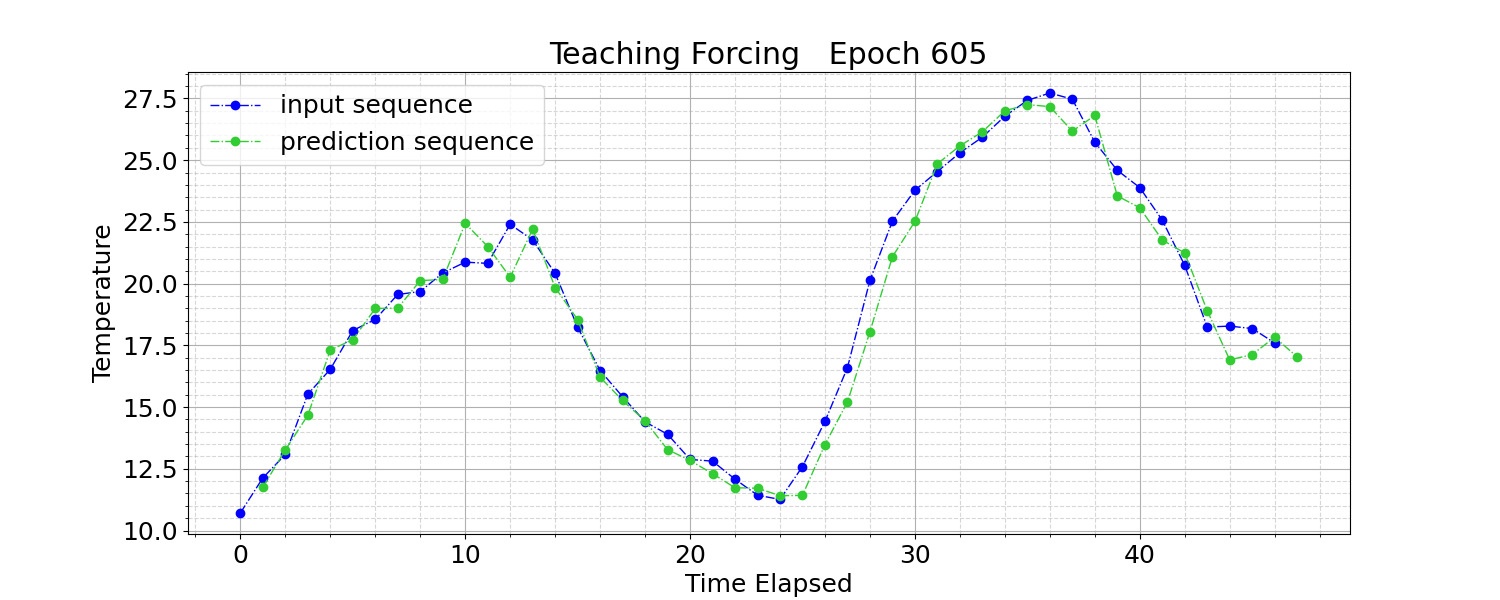 Teaching Forcing   Epoch 605
input sequence
prediction sequence
Temperature
27.5
25.0
22.5
20.0
17.5
15.0
12.5
10.0
0 10 20 30 40
Time Elapsed